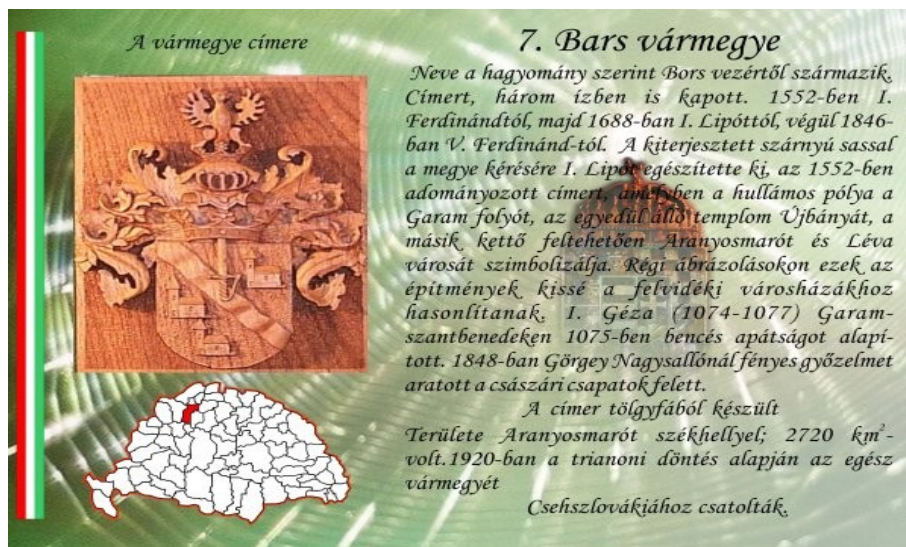 A vármegye címere
7. Bars vármegye
Neve a hagyomány szerint Bors vezértől származik.
Címert, három ízben is kapott. 1552-ben I.
Ferdinándtól, majd 1688-ban I. Lipóttól, végül 1846-
ban V. Ferdinánd-tól. A kiterjesztett szárnyú sassal
a megye kérésére I. Lipót egészítette ki, az 1552-ben
adományozott címert, amelyben a hullámos pólya a
Garam folyót, az egyedül álló templom Újbányát, a
másik kettő feltehetően Aranyosmarót és Léva
városát szimbolizálja. Régi ábrázolásokon ezek az
építmények kissé a felvidéki városházákhoz
hasonlítanak. I. Géza (1074-1077) Garam-
szantbenedeken 1075-ben bencés apátságot alapí-
tott. 1848-ban Görgey Nagysallónál fényes győzelmet
aratott a császári csapatok felett.
A címer tölgyfából készült
Területe Aranyosmarót székhellyel; 2720 km²-
volt.1920-ban a trianoni döntés alapján az egész
vármegyét
Csehszlovákiához csatolták.